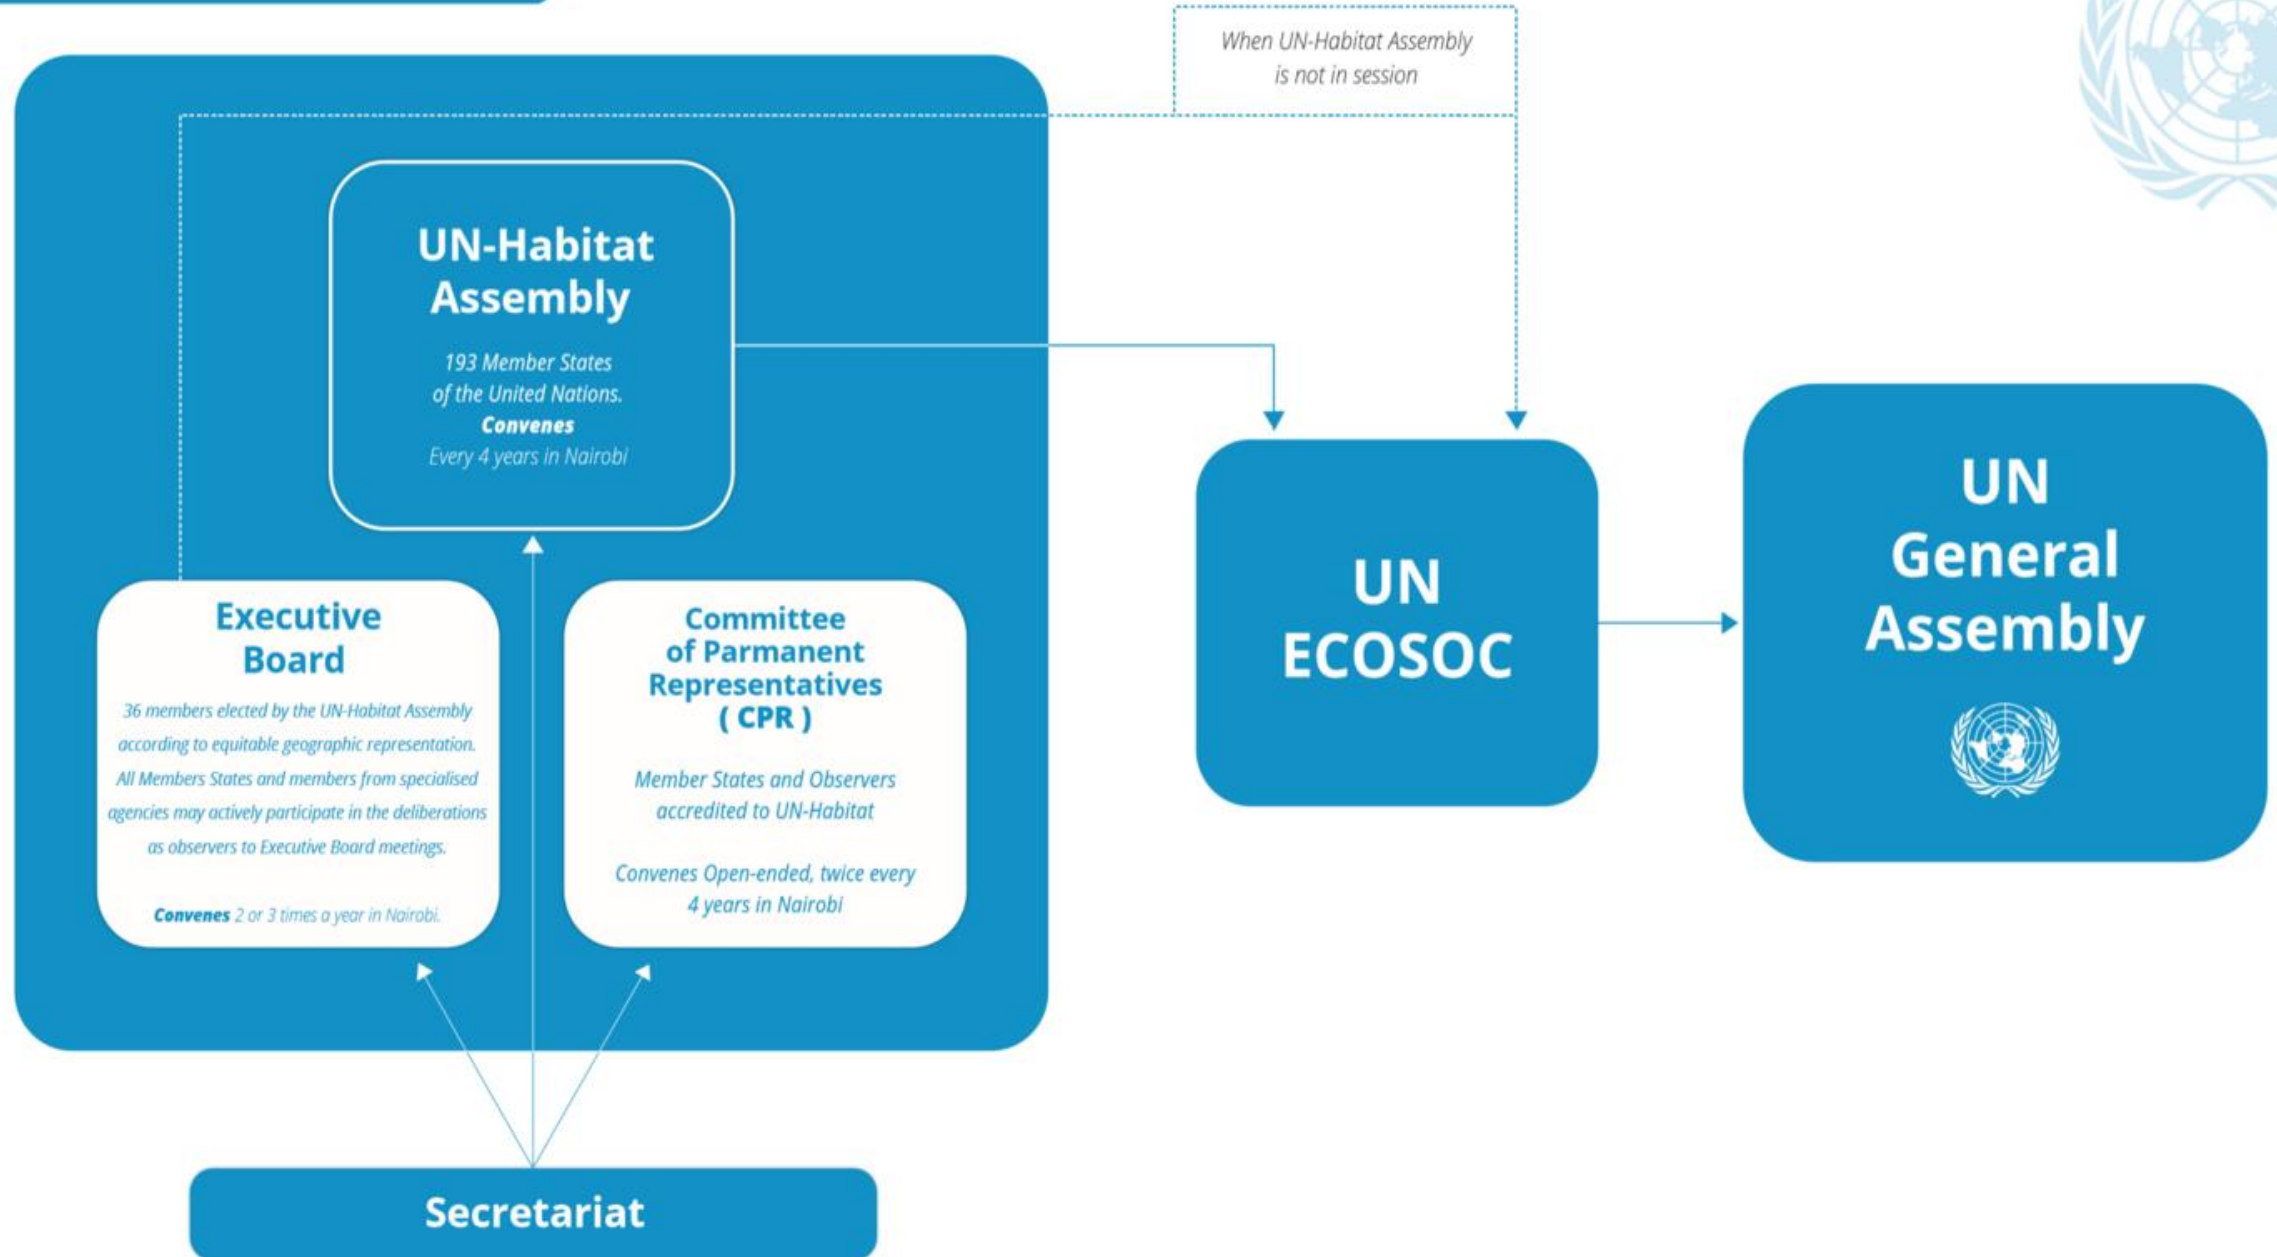 When UN-Habitat Assembly
is not in session
UN-Habitat
Assembly
193 Member States
of the United Nations.
Convenes
Every 4 years in Nairobi
Executive
Board
36 members elected by the UN-Habitat Assembly
according to equitable geographic representation.
All Members States and members from specialised
agencies may actively participate in the deliberations
as observers to Executive Board meetings.
Convenes 2 or 3 times a year in Nairobi.
Committee
of Parmanent
Representatives
( CPR )
Member States and Observers
accredited to UN-Habitat
Convenes Open-ended, twice every
4 years in Nairobi
UN
ECOSOC
UN
General
Assembly
Secretariat